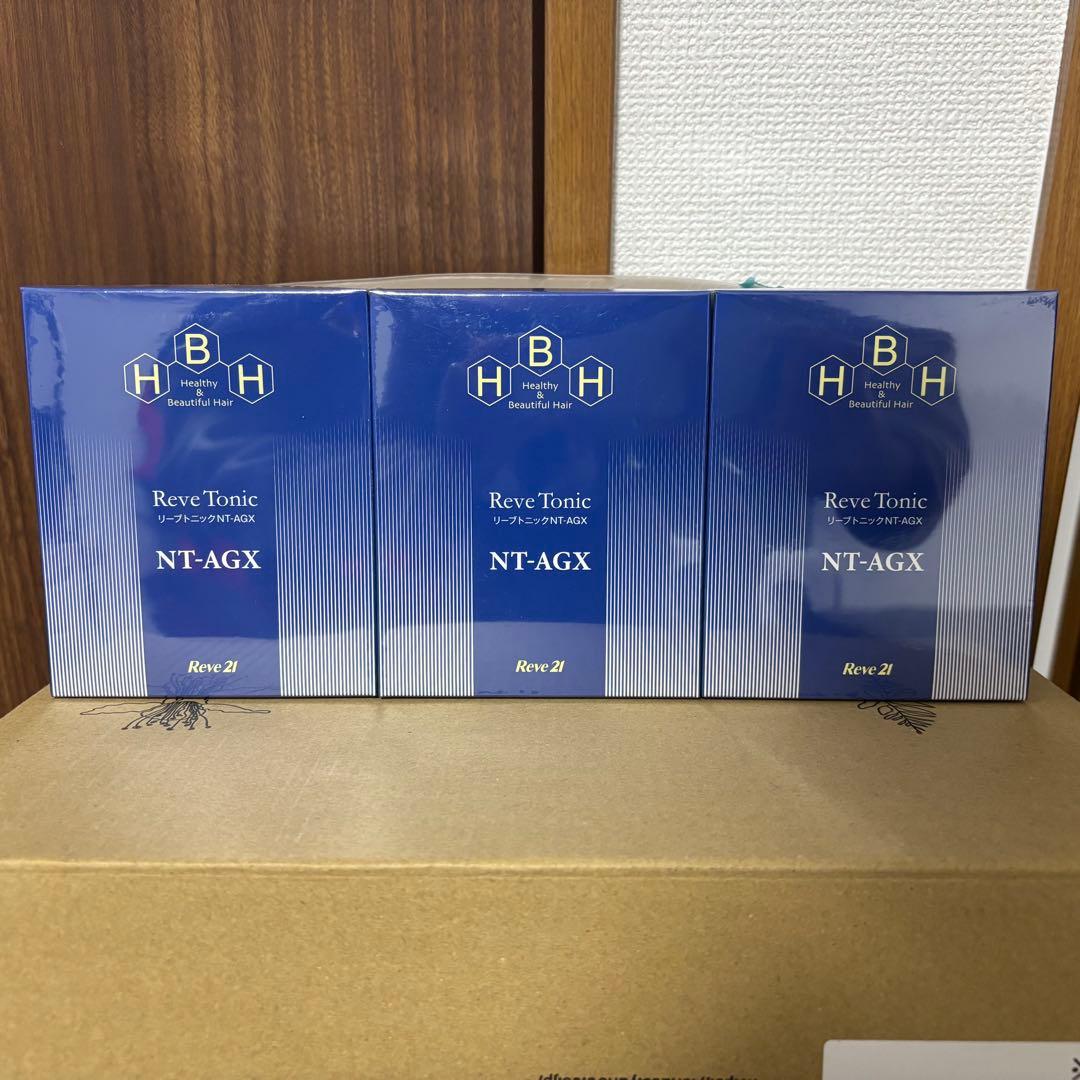 HBH
Healthy
&
Beautiful Hair
Reve Tonic
リーブトニックNT-AGX
NT-AGX
Reve 21
HBH
Healthy
&
Beautiful Hair
Reve Tonic
リーブトニックNT-AGX
NT-AGX
Reve 21
HBH
Healthy
&
Beautiful Hair
Reve Tonic
リーブトニックNT-AGX
NT-AGX
Reve 21